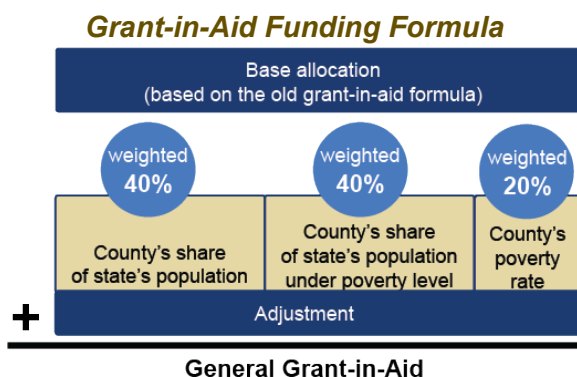 Grant-in-Aid Funding Formula
Base allocation
(based on the old grant-in-aid formula)
weighted
40%
weighted
40%
weighted
20%
County's share
of state's population
County's share
of state's population
under poverty level
County's
poverty
rate
+
Adjustment
General Grant-in-Aid